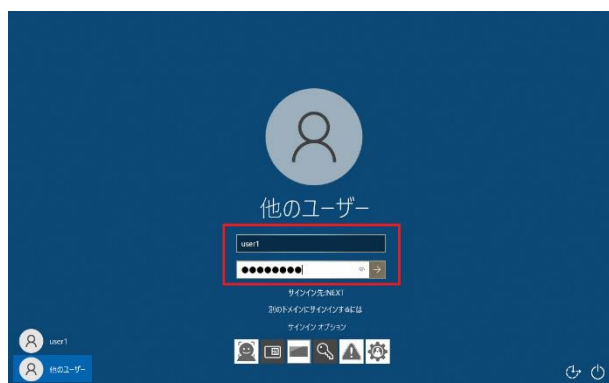 他のユーザー
user1
サインイン先:NEXT
別のドメインにサインインするには
サインイン オプション
user1
他のユーザー